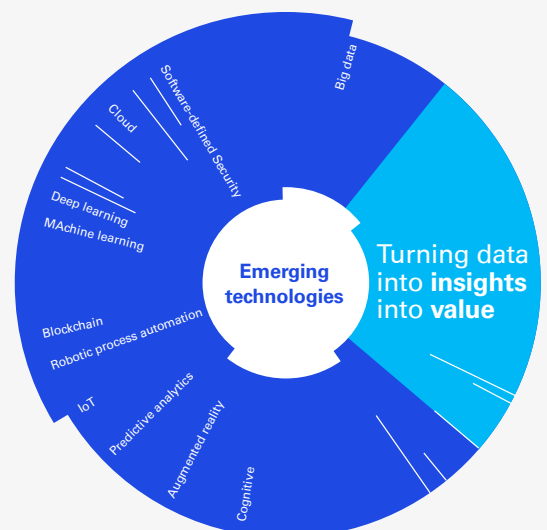 Big data
Software-defined Security
Cloud
Deep learning
MAchine learning
Blockchain
Robotic process automation
IoT
Predictive analytics
Augmented reality
Cognitive
Emerging
technologies
Turning data
into insights
into value